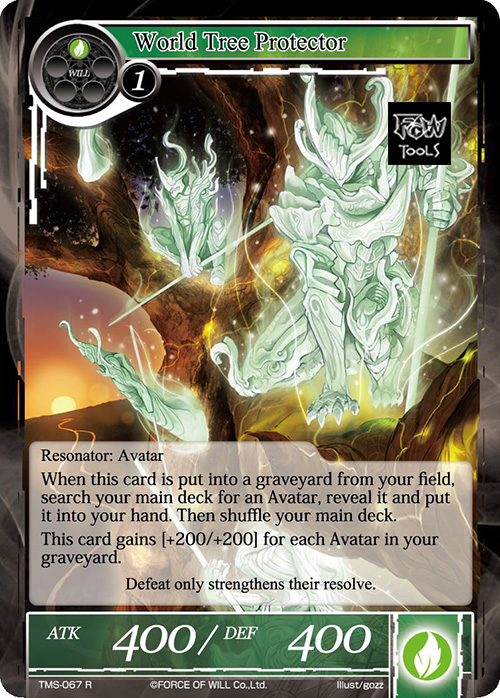 World Tree Protector
WILL
1
FOW
TOOLS
Resonator: Avatar
When this card is put into a graveyard from your field,
search your main deck for an Avatar, reveal it and put
it into your hand. Then shuffle your main deck.
This card gains [+200/+200] for each Avatar in your
graveyard.
Defeat only strengthens their resolve.
ATK 400/ DEF 400
TMS-067 R ©FORCE OF WILL Co.,Ltd. Illust/gozz